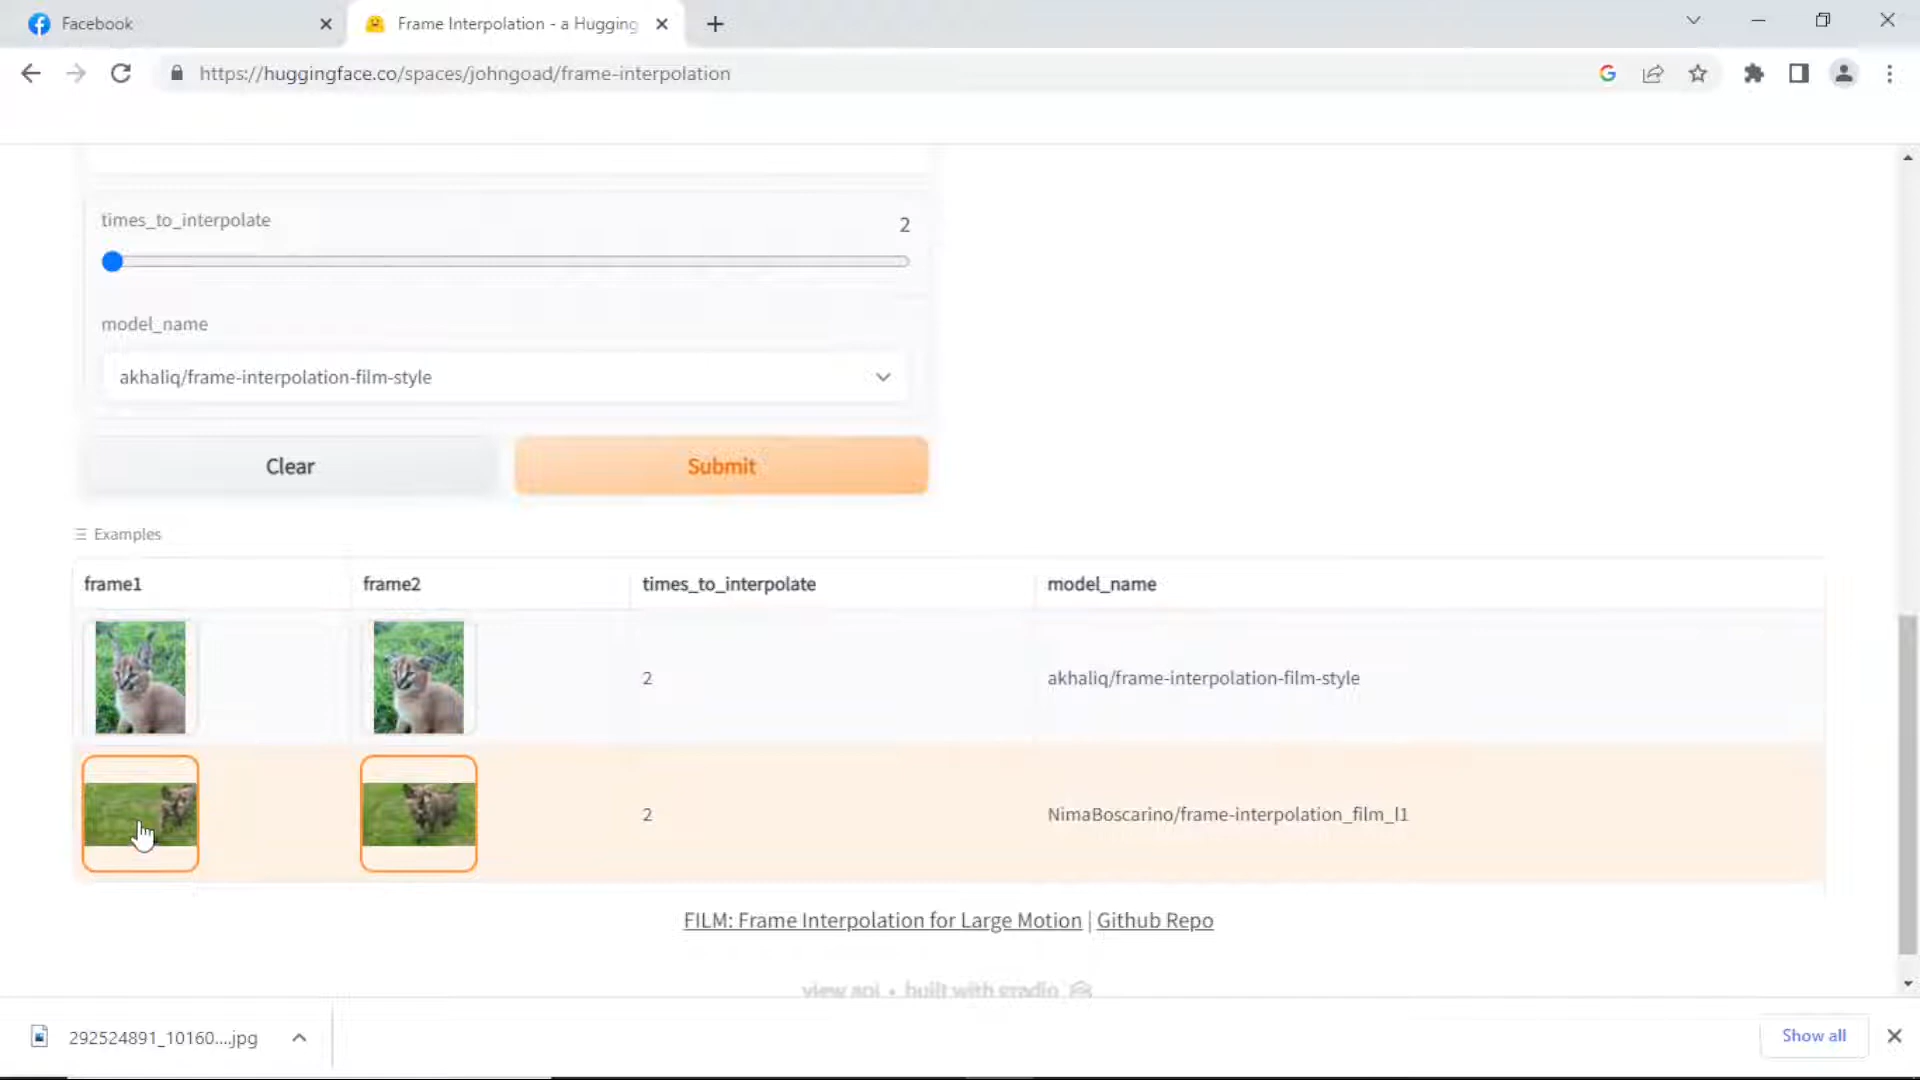 Facebook
Frame Interpolation - a Hugging
https://huggingface.co/spaces/johngoad/frame-interpolation
times_to_interpolate
2
model_name
akhaliq/frame-interpolation-film-style
Clear
Submit
Examples
frame1
frame2
times_to_interpolate
model_name
2
akhaliq/frame-interpolation-film-style
2
NimaBoscarino/frame-interpolation_film_l1
FILM: Frame Interpolation for Large Motion | Github Repo
view api • built with gradio
292524891_10160....jpg
Show all